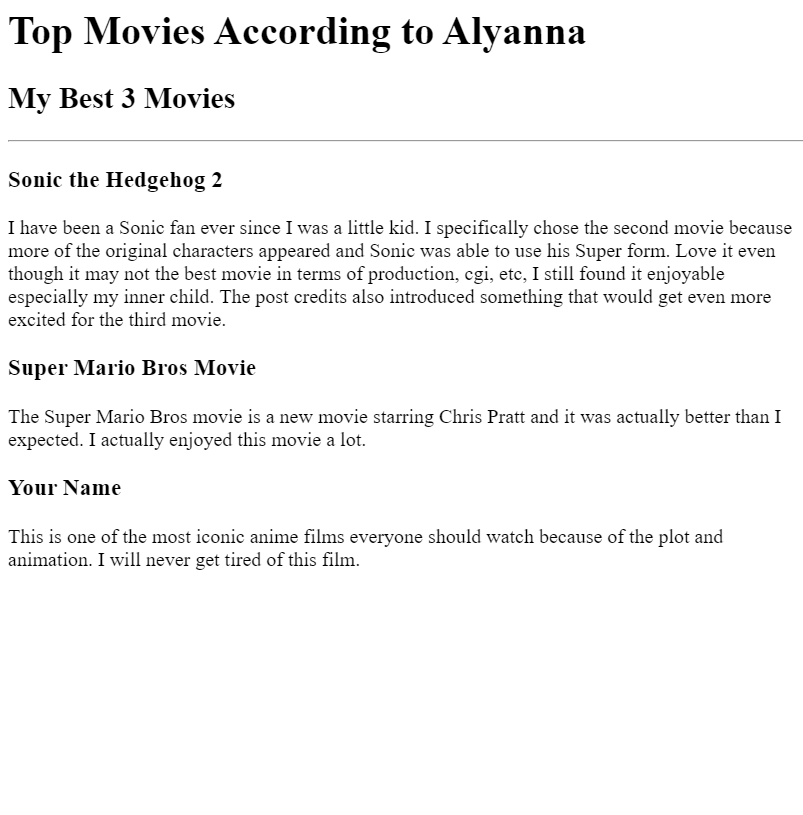 Top Movies According to Alyanna
My Best 3 Movies
Sonic the Hedgehog 2
I have been a Sonic fan ever since I was a little kid. I specifically chose the second movie because
more of the original characters appeared and Sonic was able to use his Super form. Love it even
though it may not the best movie in terms of production, cgi, etc, I still found it enjoyable
especially my inner child. The post credits also introduced something that would get even more
excited for the third movie.
Super Mario Bros Movie
The Super Mario Bros movie is a new movie starring Chris Pratt and it was actually better than I
expected. I actually enjoyed this movie a lot.
Your Name
This is one of the most iconic anime films everyone should watch because of the plot and
animation. I will never get tired of this film.